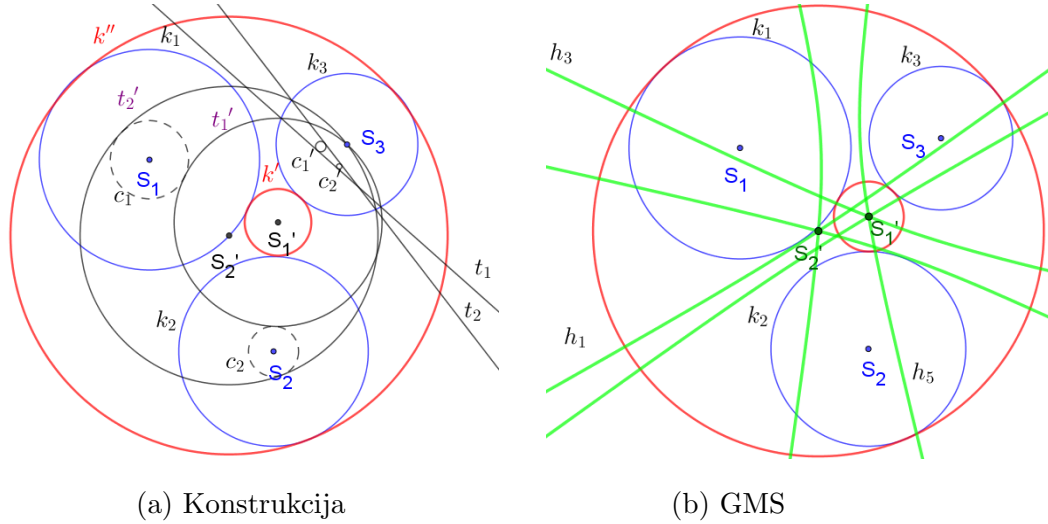 k″
k₁
k₃
t₂′
t₁′
S₃
c₁′
c₂′
k′
S₁
c₁
S₁′
S₂′
t₁
t₂
k₂
c₂
S₂
(a) Konstrukcija
k₁
h₃
k₃
S₁
S₃
S₁′
S₂′
k₂
h₁
S₂
h₅
(b) GMS